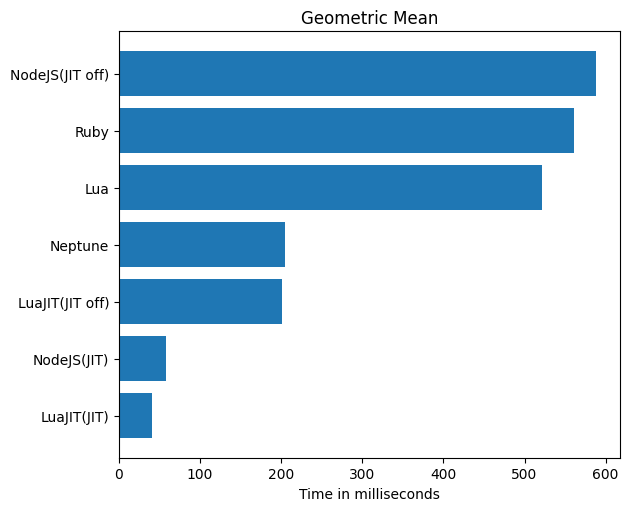 Geometric Mean
NodeJS(JIT off)
Ruby
Lua
Neptune
LuaJIT(JIT off)
NodeJS(JIT)
LuaJIT(JIT)
0 100 200 300 400 500 600
Time in milliseconds